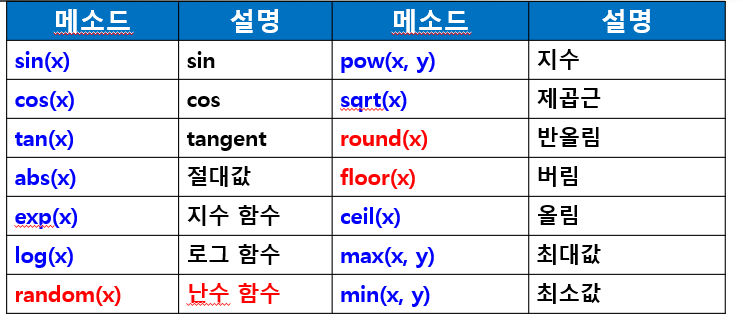 메소드 설명 메소드 설명
sin(x) sin pow(x, y) 지수
cos(x) cos sqrt(x) 제곱근
tan(x) tangent round(x) 반올림
abs(x) 절대값 floor(x) 버림
exp(x) 지수 함수 ceil(x) 올림
log(x) 로그 함수 max(x, y) 최대값
random(x) 난수 함수 min(x, y) 최소값